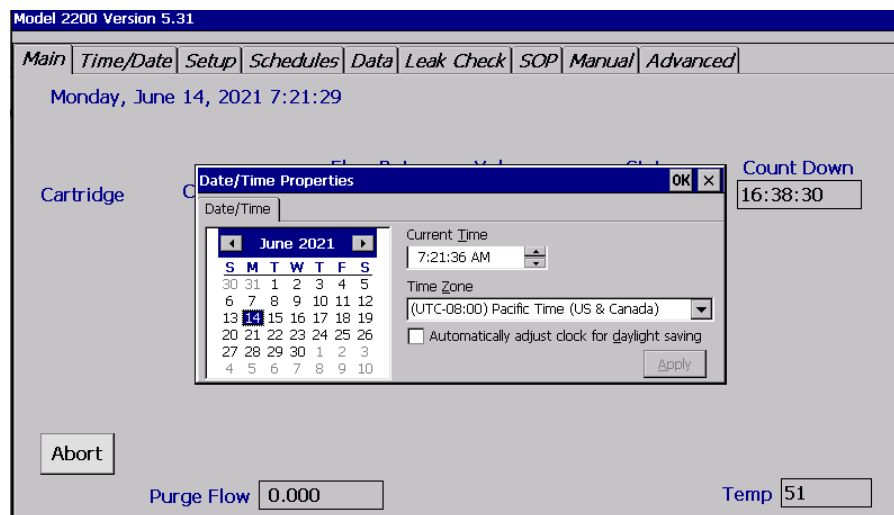 Model 2200 Version 5.31
Main Time/Date Setup Schedules Data Leak Check SOP Manual Advanced
Monday, June 14, 2021 7:21:29
Count Down
Cartridge
16:38:30
Date/Time Properties OK ×
Date/Time
June 2021
S M T W T F S
30 31 1 2 3 4 5
6 7 8 9 10 11 12
13 14 15 16 17 18 19
20 21 22 23 24 25 26
27 28 29 30 1 2 3
4 5 6 7 8 9 10
Current Time
7:21:36 AM
Time Zone
(UTC-08:00) Pacific Time (US & Canada)
Automatically adjust clock for daylight saving
Apply
Abort
Purge Flow 0.000
Temp 51